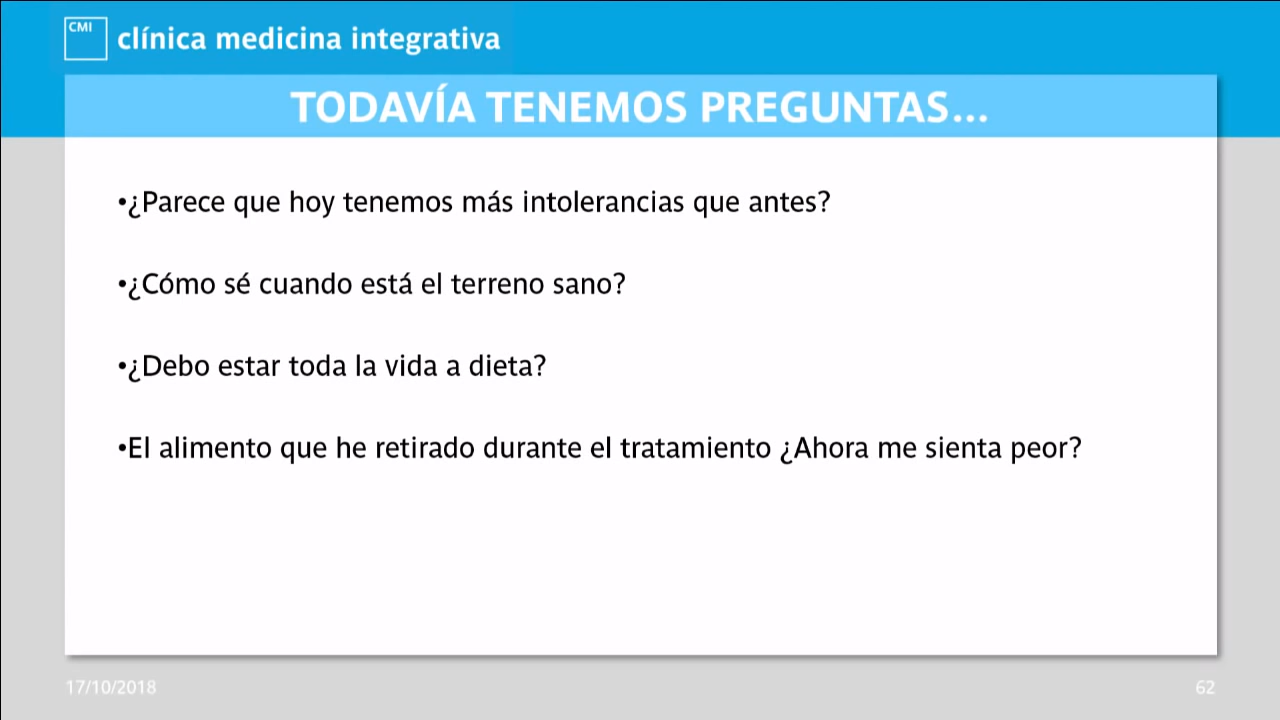 CMI
clínica medicina integrativa
TODAVÍA TENEMOS PREGUNTAS...
•¿Parece que hoy tenemos más intolerancias que antes?
•¿Cómo sé cuando está el terreno sano?
•¿Debo estar toda la vida a dieta?
•El alimento que he retirado durante el tratamiento ¿Ahora me sienta peor?
17/10/2018
62